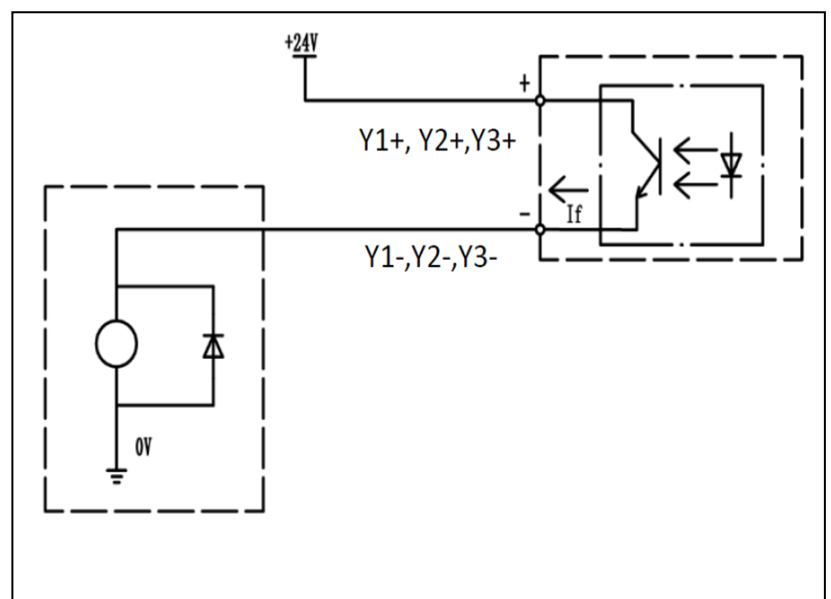 +24V
+
Y1+, Y2+,Y3+
If
-
Y1-,Y2-,Y3-
0V